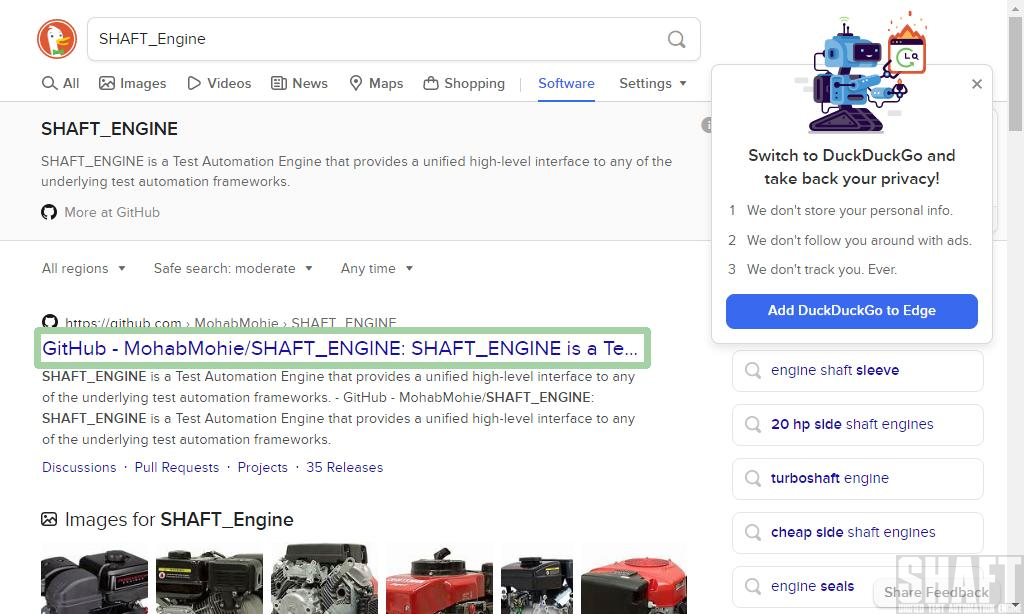 SHAFT_Engine
All Images Videos News Maps Shopping Software Settings
SHAFT_ENGINE
SHAFT_ENGINE is a Test Automation Engine that provides a unified high-level interface to any of the
underlying test automation frameworks.
More at GitHub
All regions Safe search: moderate Any time
https://github.com › MohabMohie › SHAFT_ENGINE
GitHub - MohabMohie/SHAFT_ENGINE: SHAFT_ENGINE is a Te...
SHAFT_ENGINE is a Test Automation Engine that provides a unified high-level interface to any
of the underlying test automation frameworks. - GitHub - MohabMohie/SHAFT_ENGINE:
SHAFT_ENGINE is a Test Automation Engine that provides a unified high-level interface to any
of the underlying test automation frameworks.
Discussions · Pull Requests · Projects · 35 Releases
Images for SHAFT_Engine
Switch to DuckDuckGo and
take back your privacy!
1 We don't store your personal info.
2 We don't follow you around with ads.
3 We don't track you. Ever.
Add DuckDuckGo to Edge
engine shaft sleeve
20 hp side shaft engines
turboshaft engine
cheap side shaft engines
engine seals
SHAFT
Share Feedback